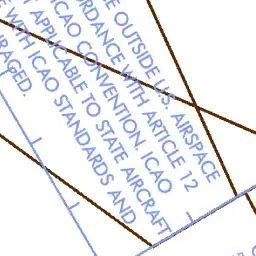 E OUTSIDE U.S. AIRSPACE
ORDANCE WITH ARTICLE 12
ICAO CONVENTION. ICAO
APPLICABLE TO STATE AIRCRAFT
WITH ICAO STANDARDS AND
RAGED.